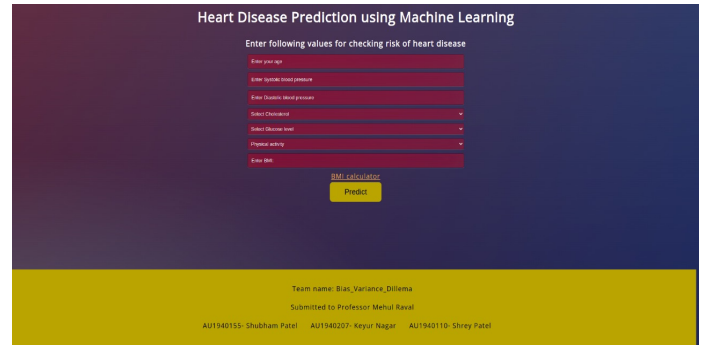 Heart Disease Prediction using Machine Learning
Enter following values for checking risk of heart disease
Enter your age
Enter Systolic blood pressure
Enter Diastolic blood pressure
Select Cholesterol
Select Glucose level
Physical activity
Enter BMI:
BMI calculator
Predict
Team name: Bias_Variance_Dillema
Submitted to Professor Mehul Raval
AU1940155- Shubham Patel AU1940207- Keyur Nagar AU1940110- Shrey Patel